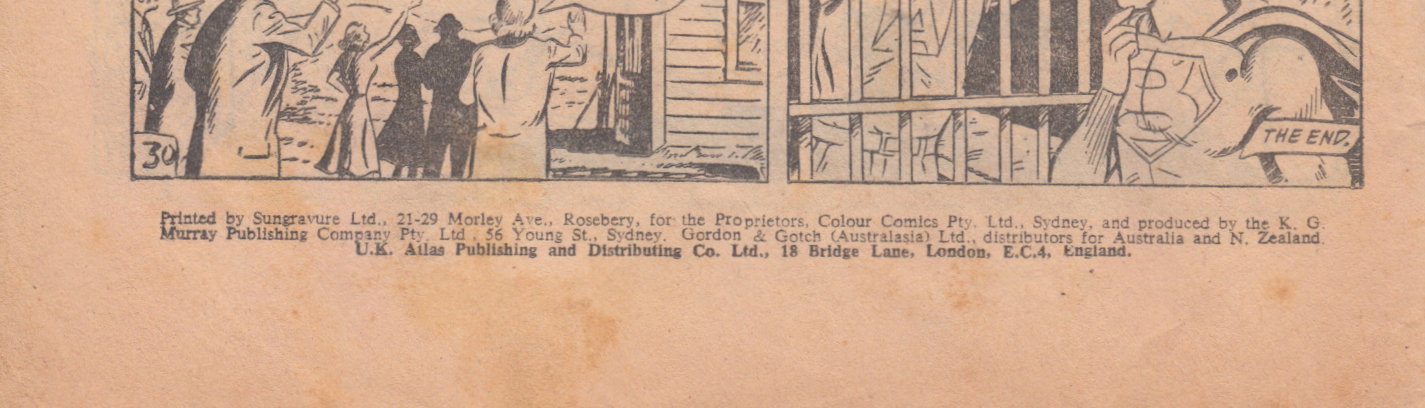 30
THE END.
Printed by Sungravure Ltd., 21-29 Morley Ave., Rosebery, for the Proprietors, Colour Comics Pty. Ltd., Sydney, and produced by the K. G.
Murray Publishing Company Pty. Ltd. 56 Young St., Sydney. Gordon & Gotch (Australasia) Ltd., distributors for Australia and N. Zealand.
U.K. Atlas Publishing and Distributing Co. Ltd., 18 Bridge Lane, London, E.C.4, England.